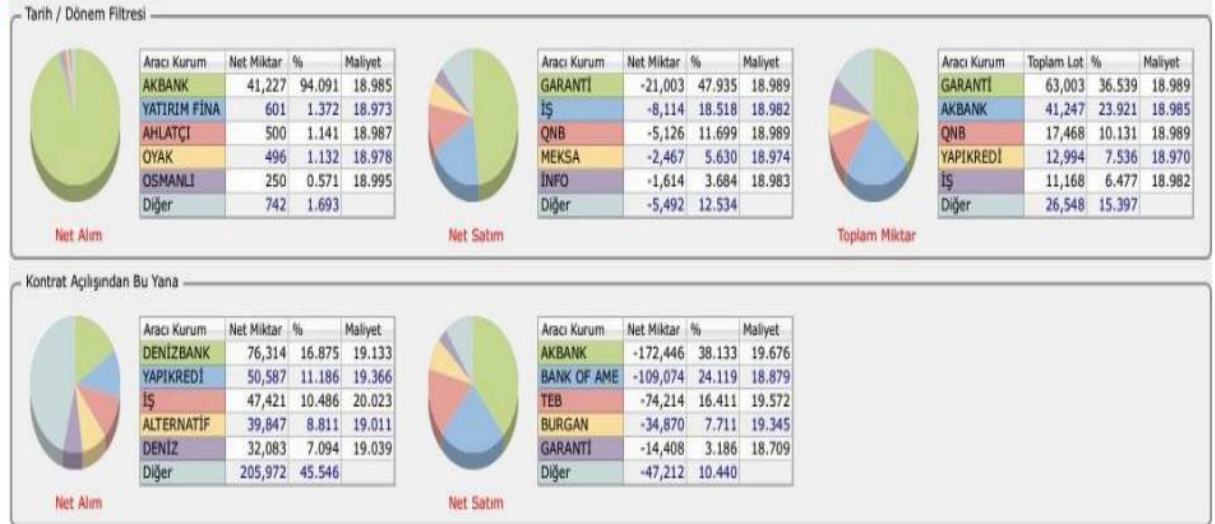 Tarih / Dönem Filtresi
Aracı Kurum Net Miktar % Maliyet
AKBANK 41,227 94.091 18.985
YATIRIM FİNA 601 1.372 18.973
AHLATÇI 500 1.141 18.987
OYAK 496 1.132 18.978
OSMANLI 250 0.571 18.995
Diğer 742 1.693
Net Alım
Aracı Kurum Net Miktar % Maliyet
GARANTİ -21,003 47.935 18.989
İŞ -8,114 18.518 18.982
QNB -5,126 11.699 18.989
MEKSA -2,467 5.630 18.974
İNFO -1,614 3.684 18.983
Diğer -5,492 12.534
Net Satım
Aracı Kurum Toplam Lot % Maliyet
GARANTİ 63,003 36.539 18.989
AKBANK 41,247 23.921 18.985
QNB 17,468 10.131 18.989
YAPIKREDİ 12,994 7.536 18.970
İŞ 11,168 6.477 18.982
Diğer 26,548 15.397
Toplam Miktar
Kontrat Açılışından Bu Yana
Aracı Kurum Net Miktar % Maliyet
DENİZBANK 76,314 16.875 19.133
YAPIKREDİ 50,587 11.186 19.366
İŞ 47,421 10.486 20.023
ALTERNATİF 39,847 8.811 19.011
DENİZ 32,083 7.094 19.039
Diğer 205,972 45.546
Net Alım
Aracı Kurum Net Miktar % Maliyet
AKBANK -172,446 38.133 19.676
BANK OF AME -109,074 24.119 18.879
TEB -74,214 16.411 19.572
BURGAN -34,870 7.711 19.345
GARANTİ -14,408 3.186 18.709
Diğer -47,212 10.440
Net Satım